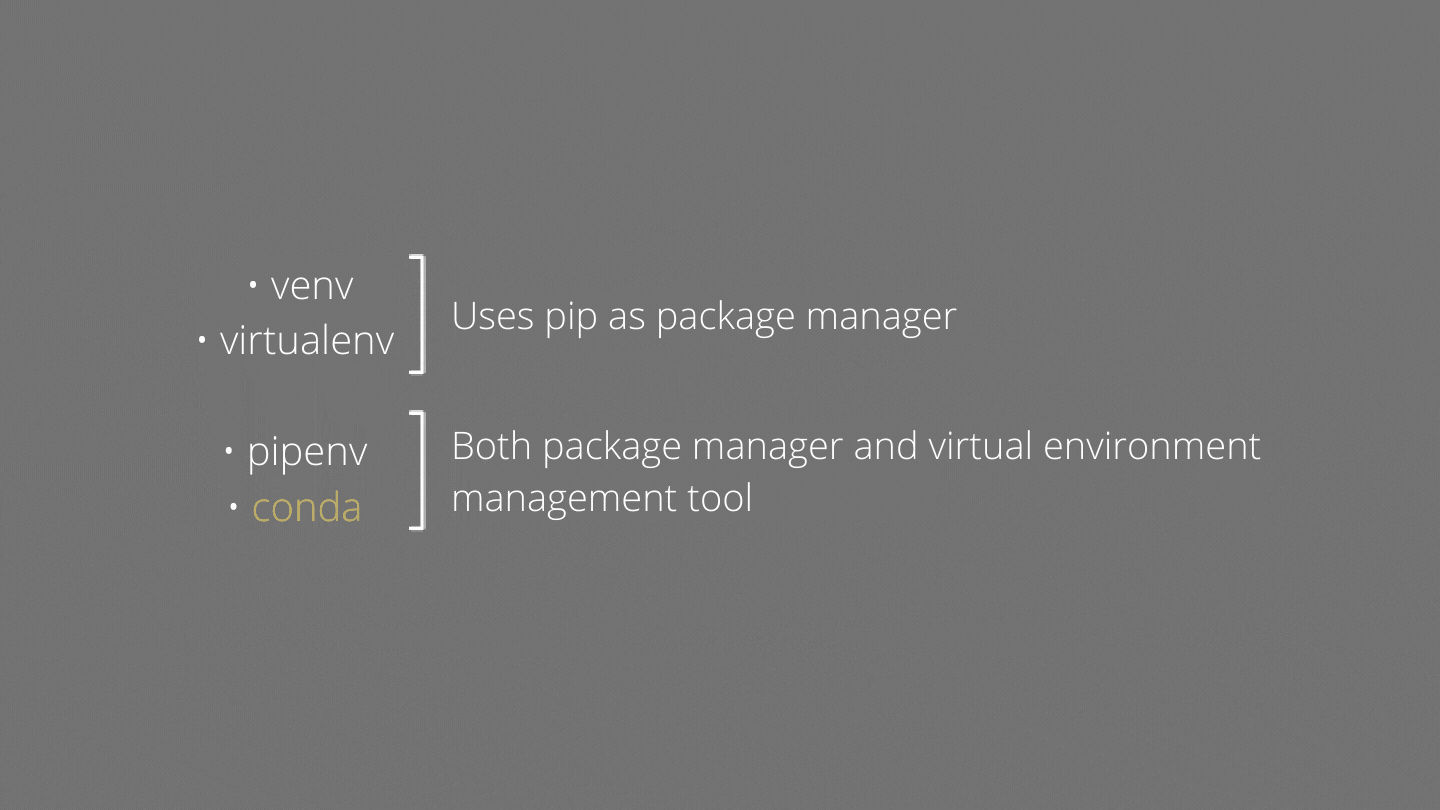 • venv
• virtualenv
Uses pip as package manager
• pipenv
• conda
Both package manager and virtual environment
management tool